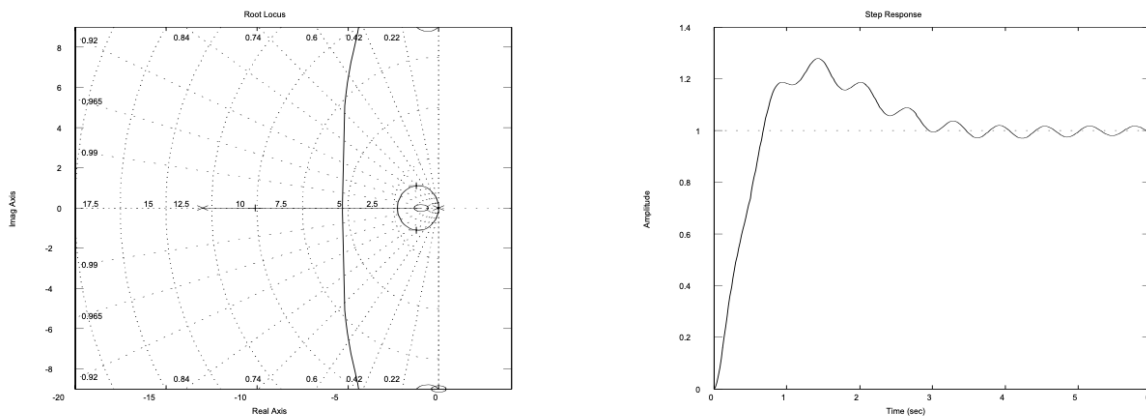 Root Locus
0.92 0.84 0.74 0.6 0.42 0.22
8
0.965
6
4
0.99
2
0 17.5 15 12.5 10 7.5 5 2.5
-2
0.99
-4
0.965
-6
-8
0.92 0.84 0.74 0.6 0.42 0.22
-20 -15 -10 -5 0
Real Axis
Imag Axis
Step Response
1.4
1.2
1
0.8
0.6
0.4
0.2
0
0 1 2 3 4 5 6
Time (sec)
Amplitude